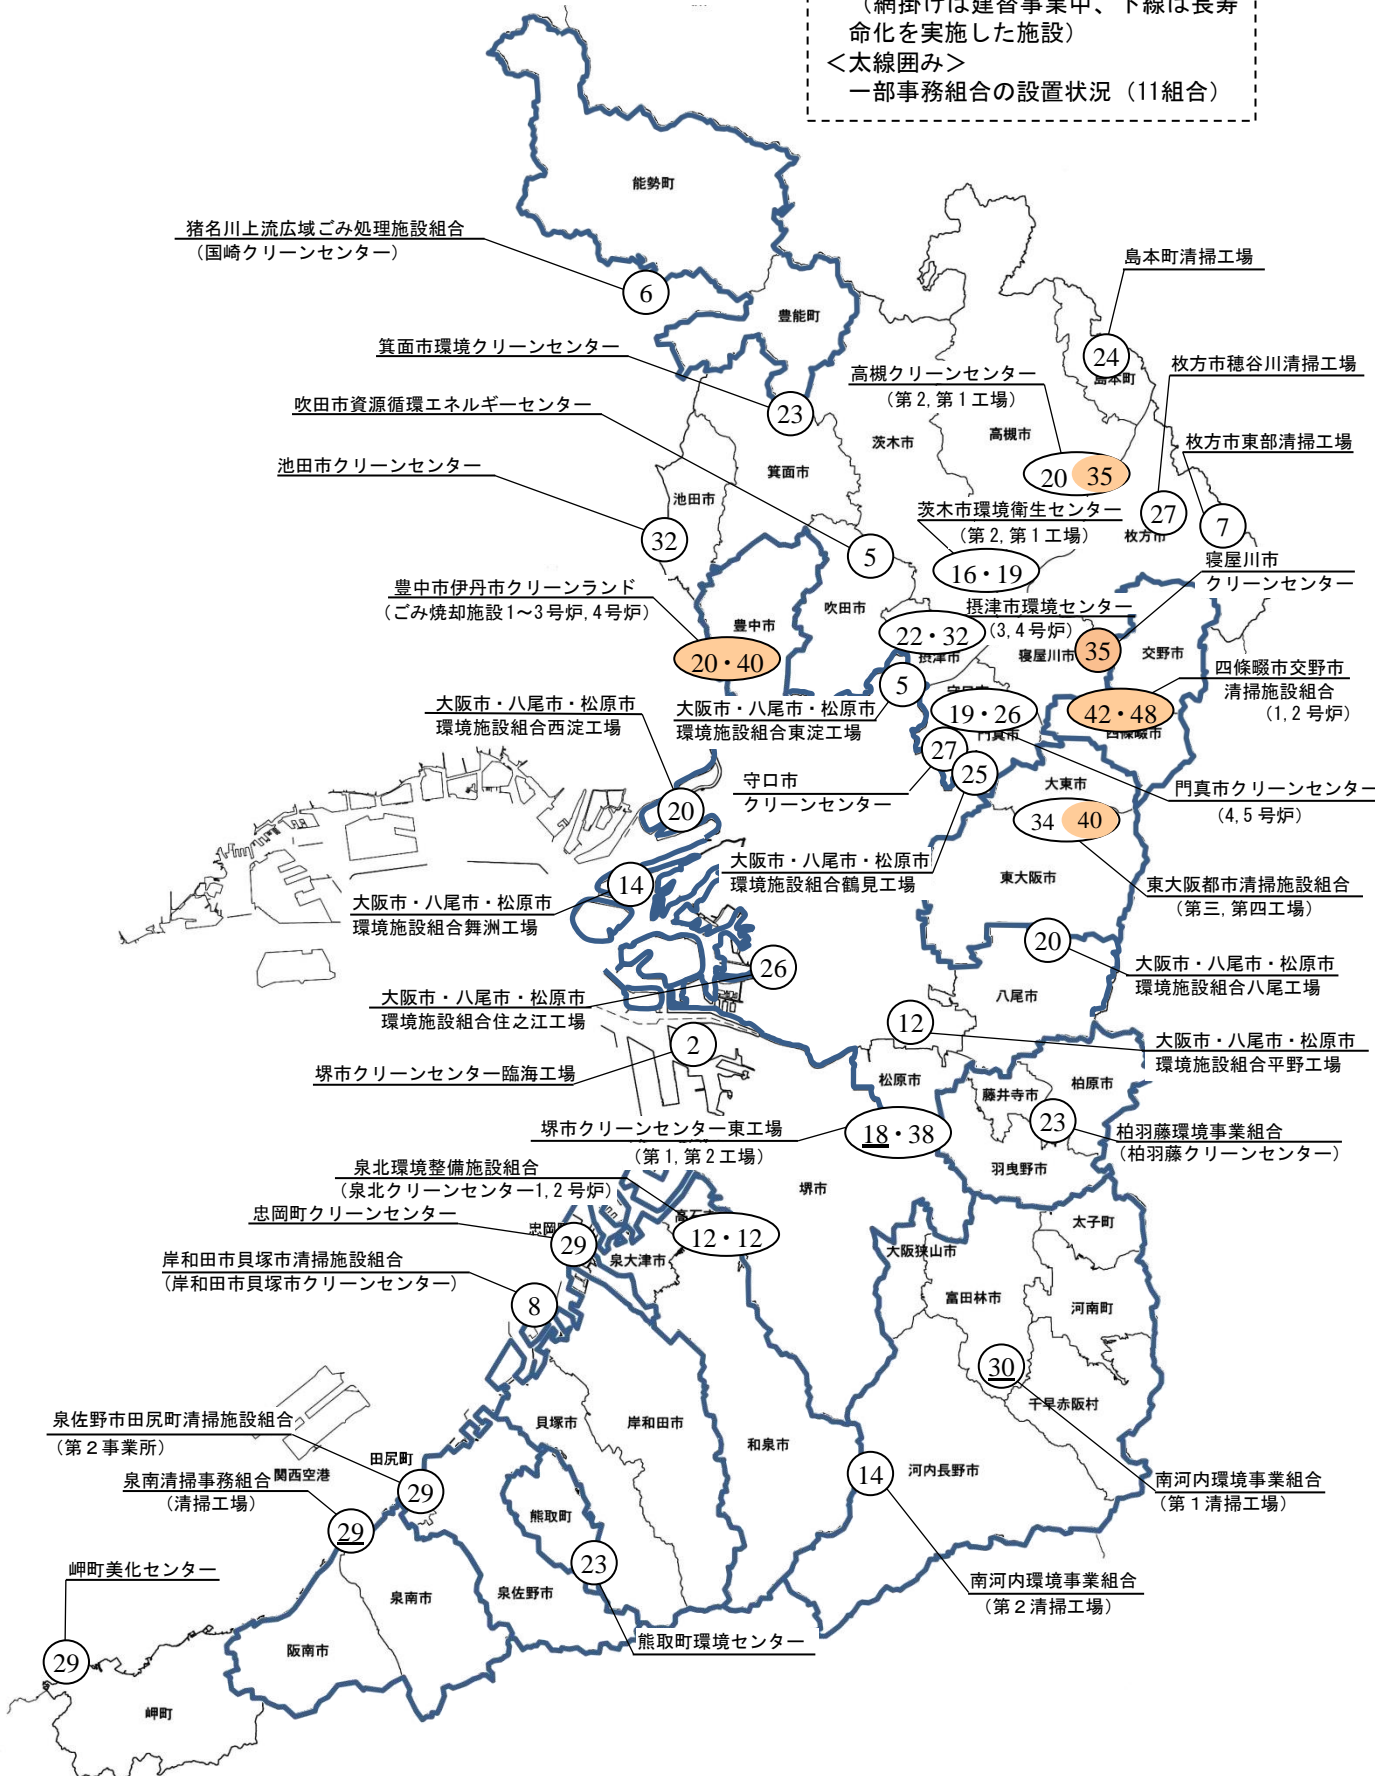 （網掛けは建替事業中、下線は長寿
命化を実施した施設）
＜太線囲み＞
一部事務組合の設置状況（11組合）
能勢町
猪名川上流広域ごみ処理施設組合
（国崎クリーンセンター）
6
豊能町
島本町清掃工場
24
島本町
箕面市環境クリーンセンター
23
高槻クリーンセンター
（第２,第１工場）
20 35
枚方市穂谷川清掃工場
27
吹田市資源循環エネルギーセンター
5
茨木市
高槻市
枚方市東部清掃工場
7
池田市クリーンセンター
32
箕面市
池田市
茨木市環境衛生センター
（第２,第１工場）
16・19
枚方市
寝屋川市
クリーンセンター
35
豊中市伊丹市クリーンランド
（ごみ焼却施設１～３号炉,４号炉）
20・40
豊中市
吹田市
摂津市環境センター
（3,4号炉）
22・32
摂津市
寝屋川市
交野市
四條畷市交野市
清掃施設組合
（1,2号炉）
42・48
四條畷市
大阪市・八尾市・松原市
環境施設組合西淀工場
20
大阪市・八尾市・松原市
環境施設組合東淀工場
5
守口市
19・26
門真市
27
25
守口市
クリーンセンター
大東市
門真市クリーンセンター
（4,5号炉）
34 40
大阪市・八尾市・松原市
環境施設組合鶴見工場
東大阪市
東大阪都市清掃施設組合
（第三,第四工場）
14
大阪市・八尾市・松原市
環境施設組合舞洲工場
20
大阪市・八尾市・松原市
環境施設組合八尾工場
26
大阪市・八尾市・松原市
環境施設組合住之江工場
八尾市
12
大阪市・八尾市・松原市
環境施設組合平野工場
2
堺市クリーンセンター臨海工場
松原市
藤井寺市
柏原市
23
堺市クリーンセンター東工場
（第１,第２工場）
18・38
柏羽藤環境事業組合
（柏羽藤クリーンセンター）
羽曳野市
泉北環境整備施設組合
（泉北クリーンセンター1,2号炉）
堺市
忠岡町クリーンセンター
忠岡
29
12・12
泉大津市
太子町
大阪狭山市
岸和田市貝塚市清掃施設組合
（岸和田市貝塚市クリーンセンター）
8
富田林市
河南町
30
千早赤阪村
泉佐野市田尻町清掃施設組合
（第２事業所）
田尻町
貝塚市
岸和田市
和泉市
関西空港
29
14
河内長野市
南河内環境事業組合
（第１清掃工場）
泉南清掃事務組合
（清掃工場）
29
熊取町
23
岬町美化センター
29
泉南市
泉佐野市
南河内環境事業組合
（第２清掃工場）
熊取町環境センター
阪南市
岬町